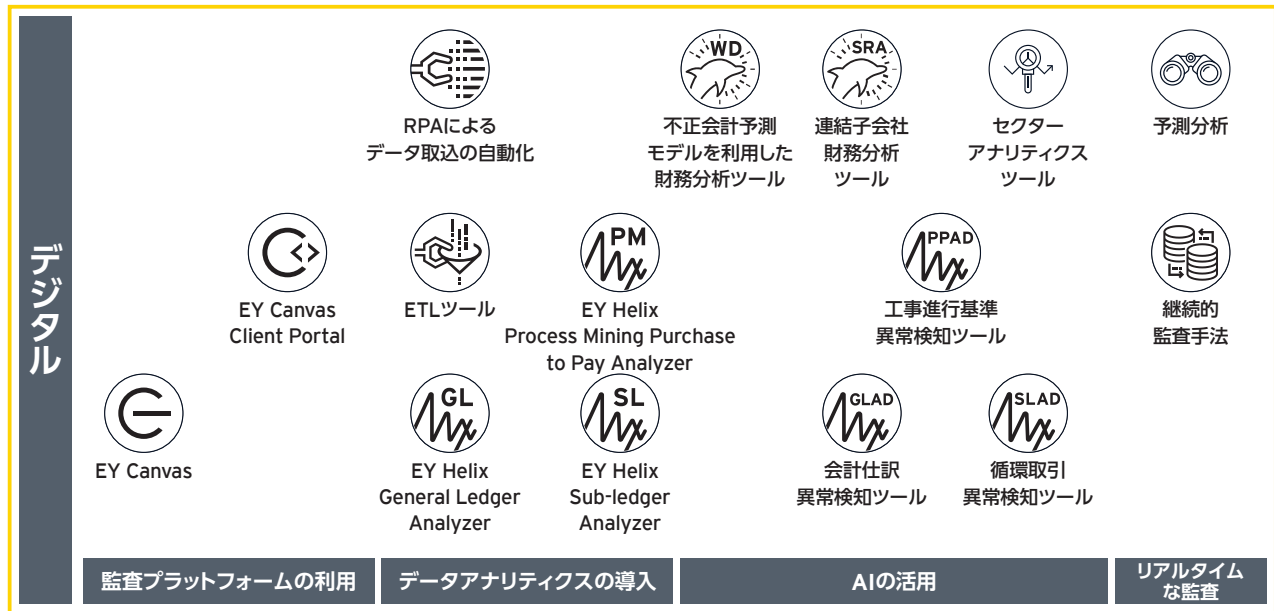 デジタル
RPAによる
データ取込の自動化
WD
不正会計予測
モデルを利用した
財務分析ツール
SRA
連結子会社
財務分析
ツール
セクター
アナリティクス
ツール
予測分析
EY Canvas
Client Portal
ETLツール
PM
EY Helix
Process Mining Purchase
to Pay Analyzer
PPAD
工事進行基準
異常検知ツール
継続的
監査手法
EY Canvas
GL
EY Helix
General Ledger
Analyzer
SL
EY Helix
Sub-ledger
Analyzer
GLAD
会計仕訳
異常検知ツール
SLAD
循環取引
異常検知ツール
監査プラットフォームの利用
データアナリティクスの導入
AIの活用
リアルタイム
な監査